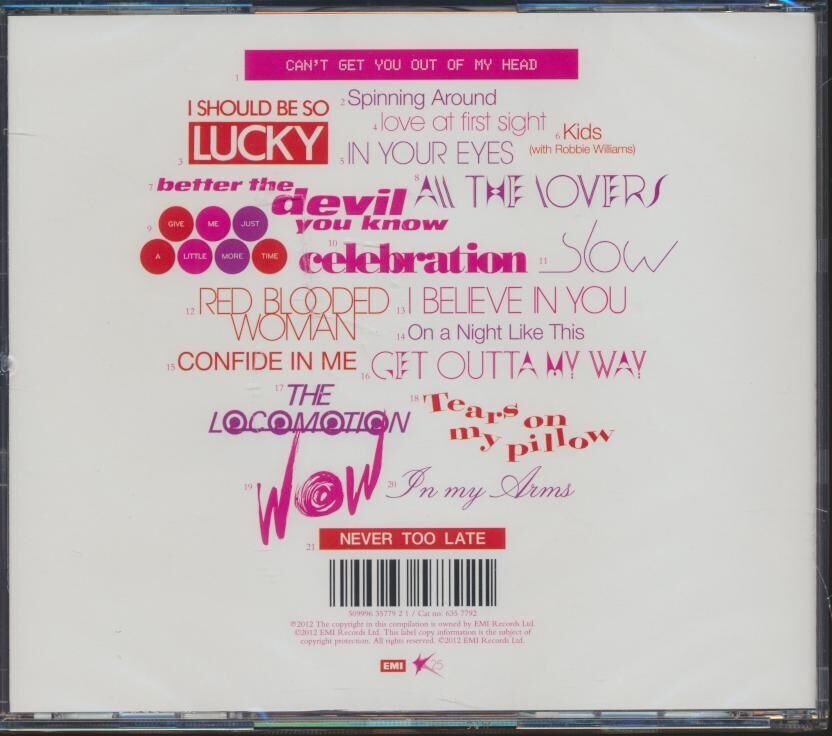 1 CAN'T GET YOU OUT OF MY HEAD
2 Spinning Around
3 I SHOULD BE SO
LUCKY
4 love at first sight
5 IN YOUR EYES
6 Kids
(with Robbie Williams)
7 better the
devil
you know
8 ALL THE LOVERS
9 GIVE ME JUST
A LITTLE MORE TIME
10 celebration
11 slow
12 RED BLOODED
WOMAN
13 I BELIEVE IN YOU
14 On a Night Like This
15 CONFIDE IN ME
16 GET OUTTA MY WAY
17 THE
LOCOMOTION
18 Tears on
my pillow
19 WOW
20 In my Arms
21 NEVER TOO LATE
509996 35779 2 1 / Cat no: 635 7792
℗2012 The copyright in this compilation is owned by EMI Records Ltd.
©2012 EMI Records Ltd. This label copy information is the subject of
copyright protection. All rights reserved. ©2012 EMI Records Ltd.
EMI K25